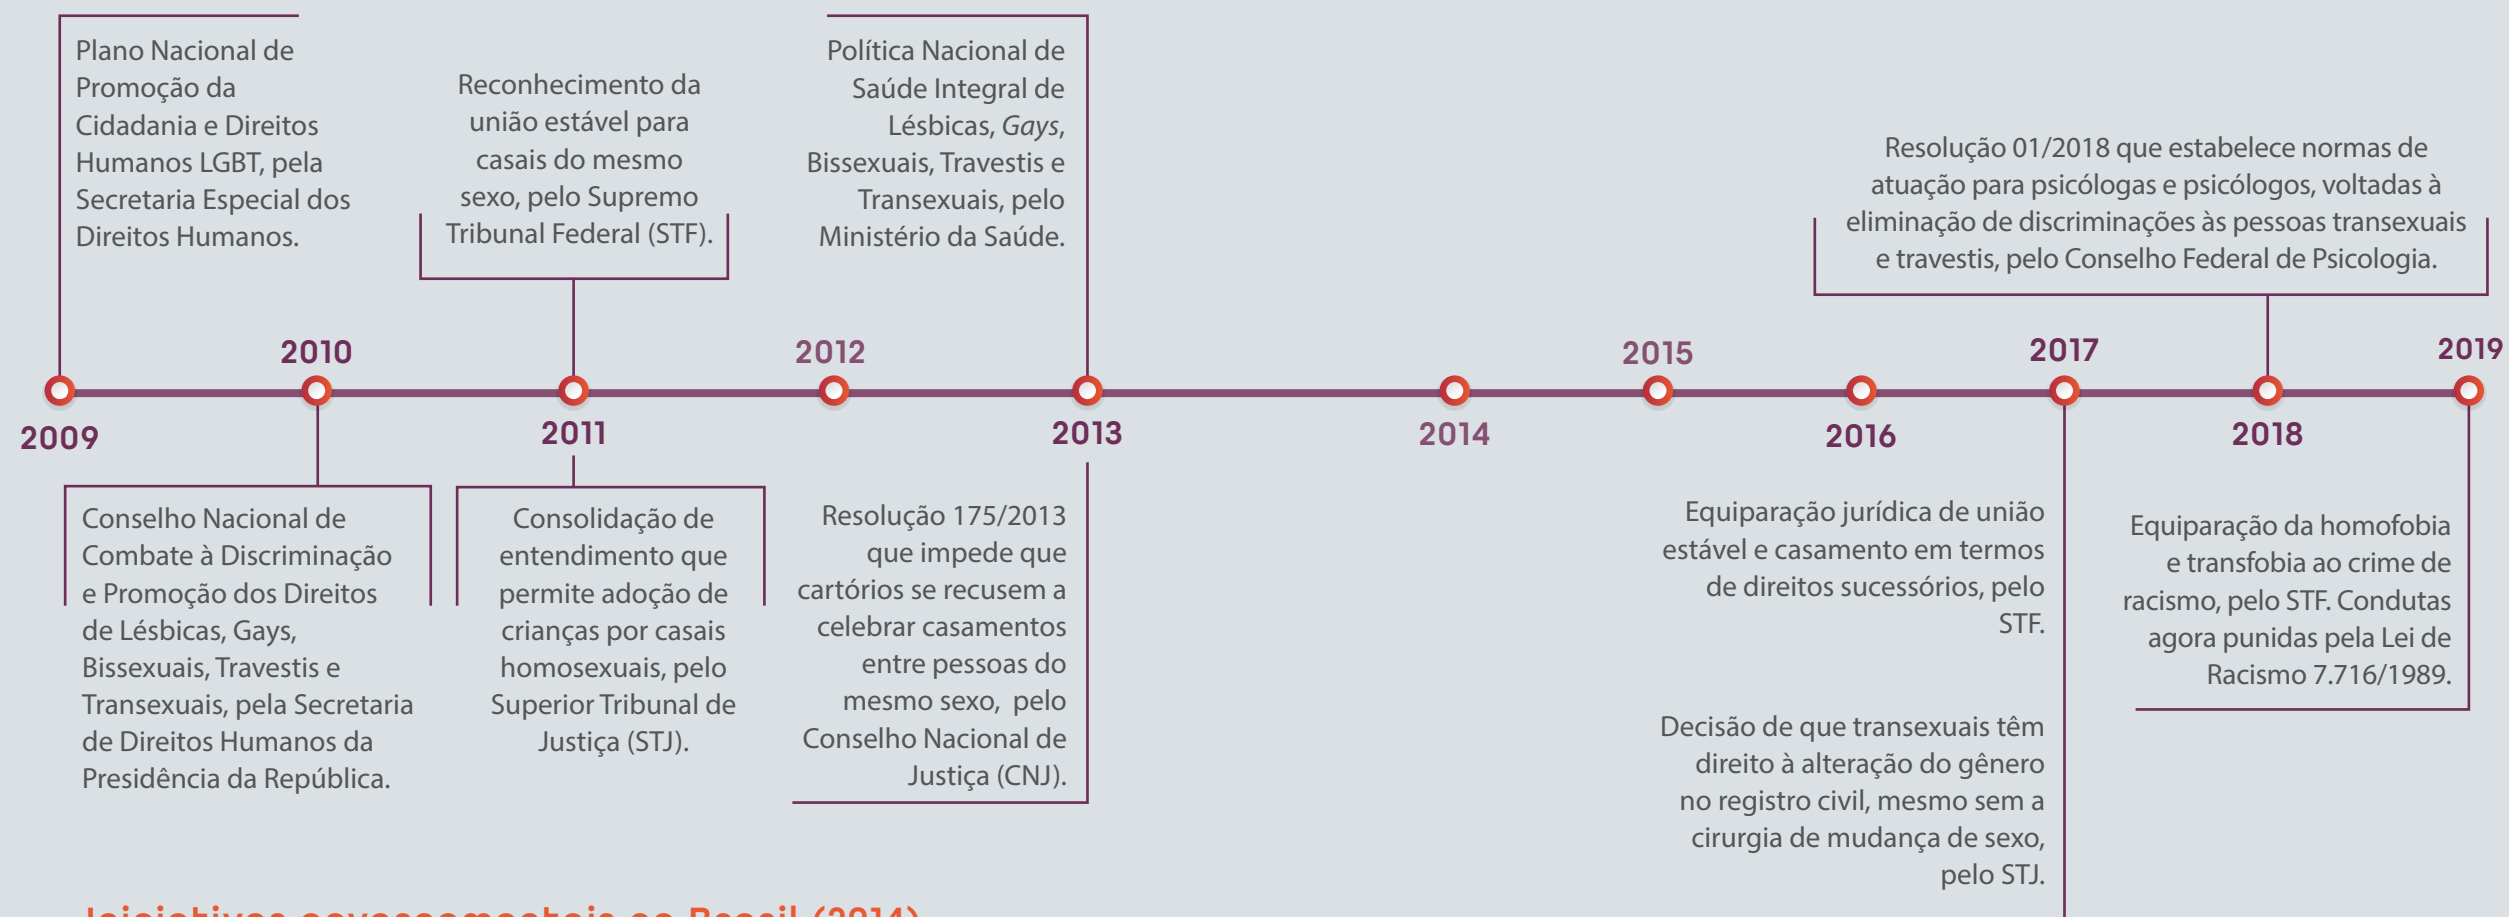 Plano Nacional de
Promoção da
Cidadania e Direitos
Humanos LGBT, pela
Secretaria Especial dos
Direitos Humanos.
Reconhecimento da
união estável para
casais do mesmo
sexo, pelo Supremo
Tribunal Federal (STF).
Política Nacional de
Saúde Integral de
Lésbicas, Gays,
Bissexuais, Travestis e
Transexuais, pelo
Ministério da Saúde.
Resolução 01/2018 que estabelece normas de
atuação para psicólogas e psicólogos, voltadas à
eliminação de discriminações às pessoas transexuais
e travestis, pelo Conselho Federal de Psicologia.
2010
2012
2015
2017
2019
2009
2011
2013
2014
2016
2018
Conselho Nacional de
Combate à Discriminação
e Promoção dos Direitos
de Lésbicas, Gays,
Bissexuais, Travestis e
Transexuais, pela Secretaria
de Direitos Humanos da
Presidência da República.
Consolidação de
entendimento que
permite adoção de
crianças por casais
homosexuais, pelo
Superior Tribunal de
Justiça (STJ).
Resolução 175/2013
que impede que
cartórios se recusem a
celebrar casamentos
entre pessoas do
mesmo sexo, pelo
Conselho Nacional de
Justiça (CNJ).
Equiparação jurídica de união
estável e casamento em termos
de direitos sucessórios, pelo
STF.
Decisão de que transexuais têm
direito à alteração do gênero
no registro civil, mesmo sem a
cirurgia de mudança de sexo,
pelo STJ.
Equiparação da homofobia
e transfobia ao crime de
racismo, pelo STF. Condutas
agora punidas pela Lei de
Racismo 7.716/1989.
Iniciativas governamentais no Brasil (2014)